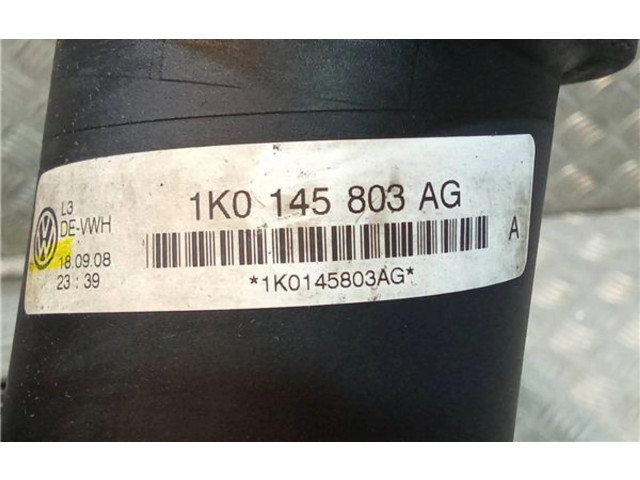 L3
DE-VWH
18.09.08
23 : 39
1K0 145 803 AG
A
*1K0145803AG*